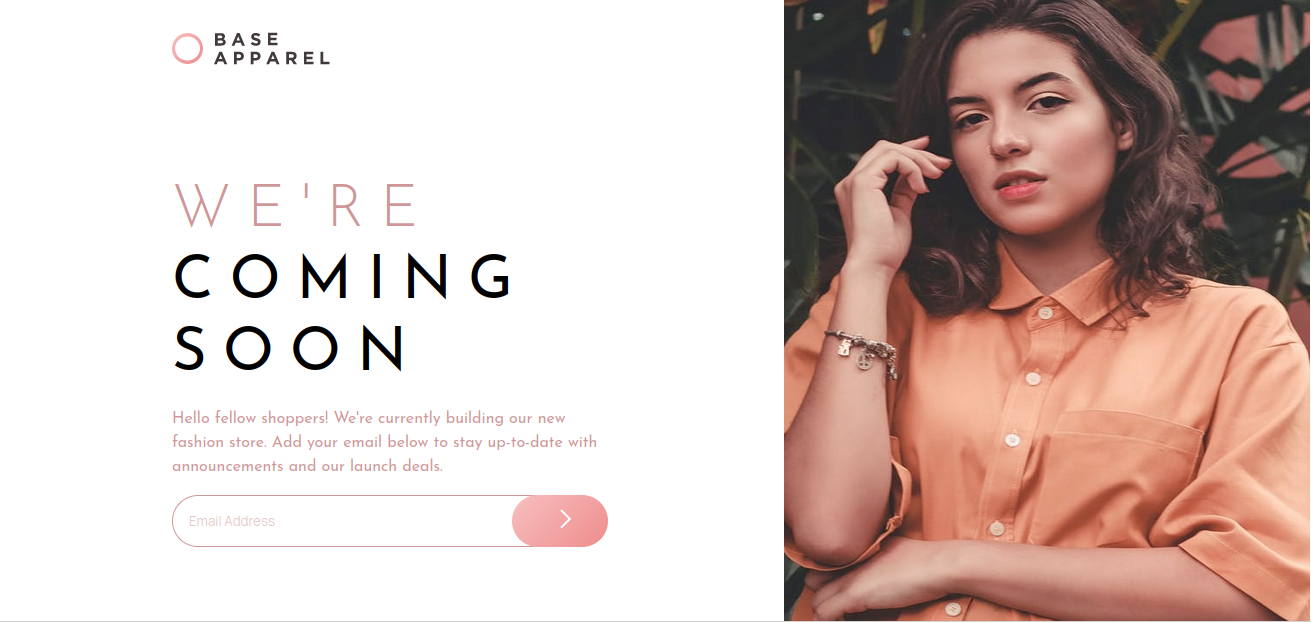 BASE
APPAREL
WE'RE
COMING
SOON
Hello fellow shoppers! We're currently building our new
fashion store. Add your email below to stay up-to-date with
announcements and our launch deals.
Email Address